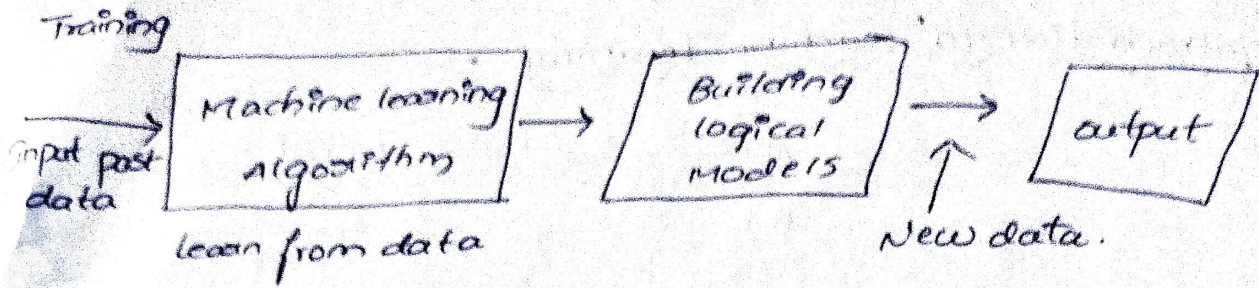 Training
input past
data
Machine learning
Algorithm
learn from data
Building
logical
Models
New data.
output